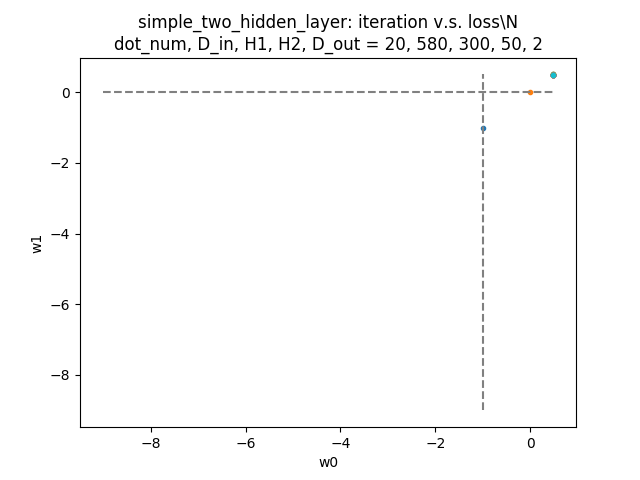 simple_two_hidden_layer: iteration v.s. loss\N
dot_num, D_in, H1, H2, D_out = 20, 580, 300, 50, 2
0
−2
−4
−6
−8
w1
−8 −6 −4 −2 0
w0